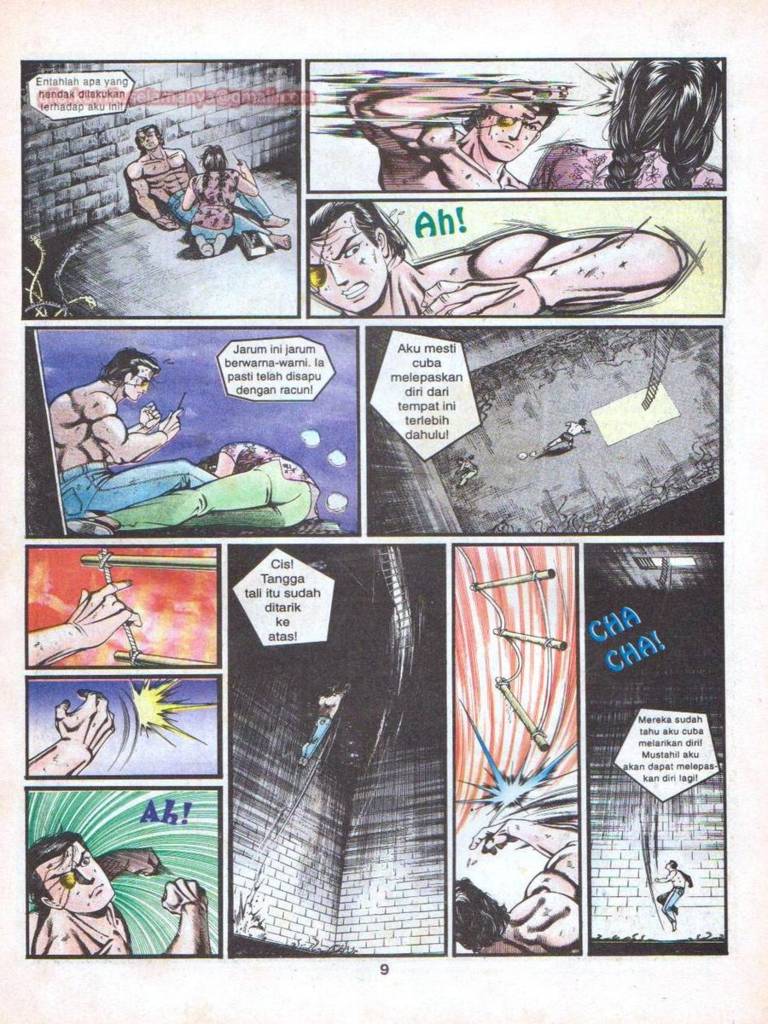 Entahlah apa yang
hendak dilakukan
terhadap aku ini!
selamanya@gmail.com
Ah!
Jarum ini jarum
berwarna-warni. Ia
pasti telah disapu
dengan racun!
Aku mesti
cuba
melepaskan
diri dari
tempat ini
terlebih
dahulu!
Cis!
Tangga
tali itu sudah
ditarik
ke
atas!
Ah!
CHA
CHA!
Mereka sudah
tahu aku cuba
melarikan diri!
Mustahil aku
akan dapat melepas-
kan diri lagi!
9